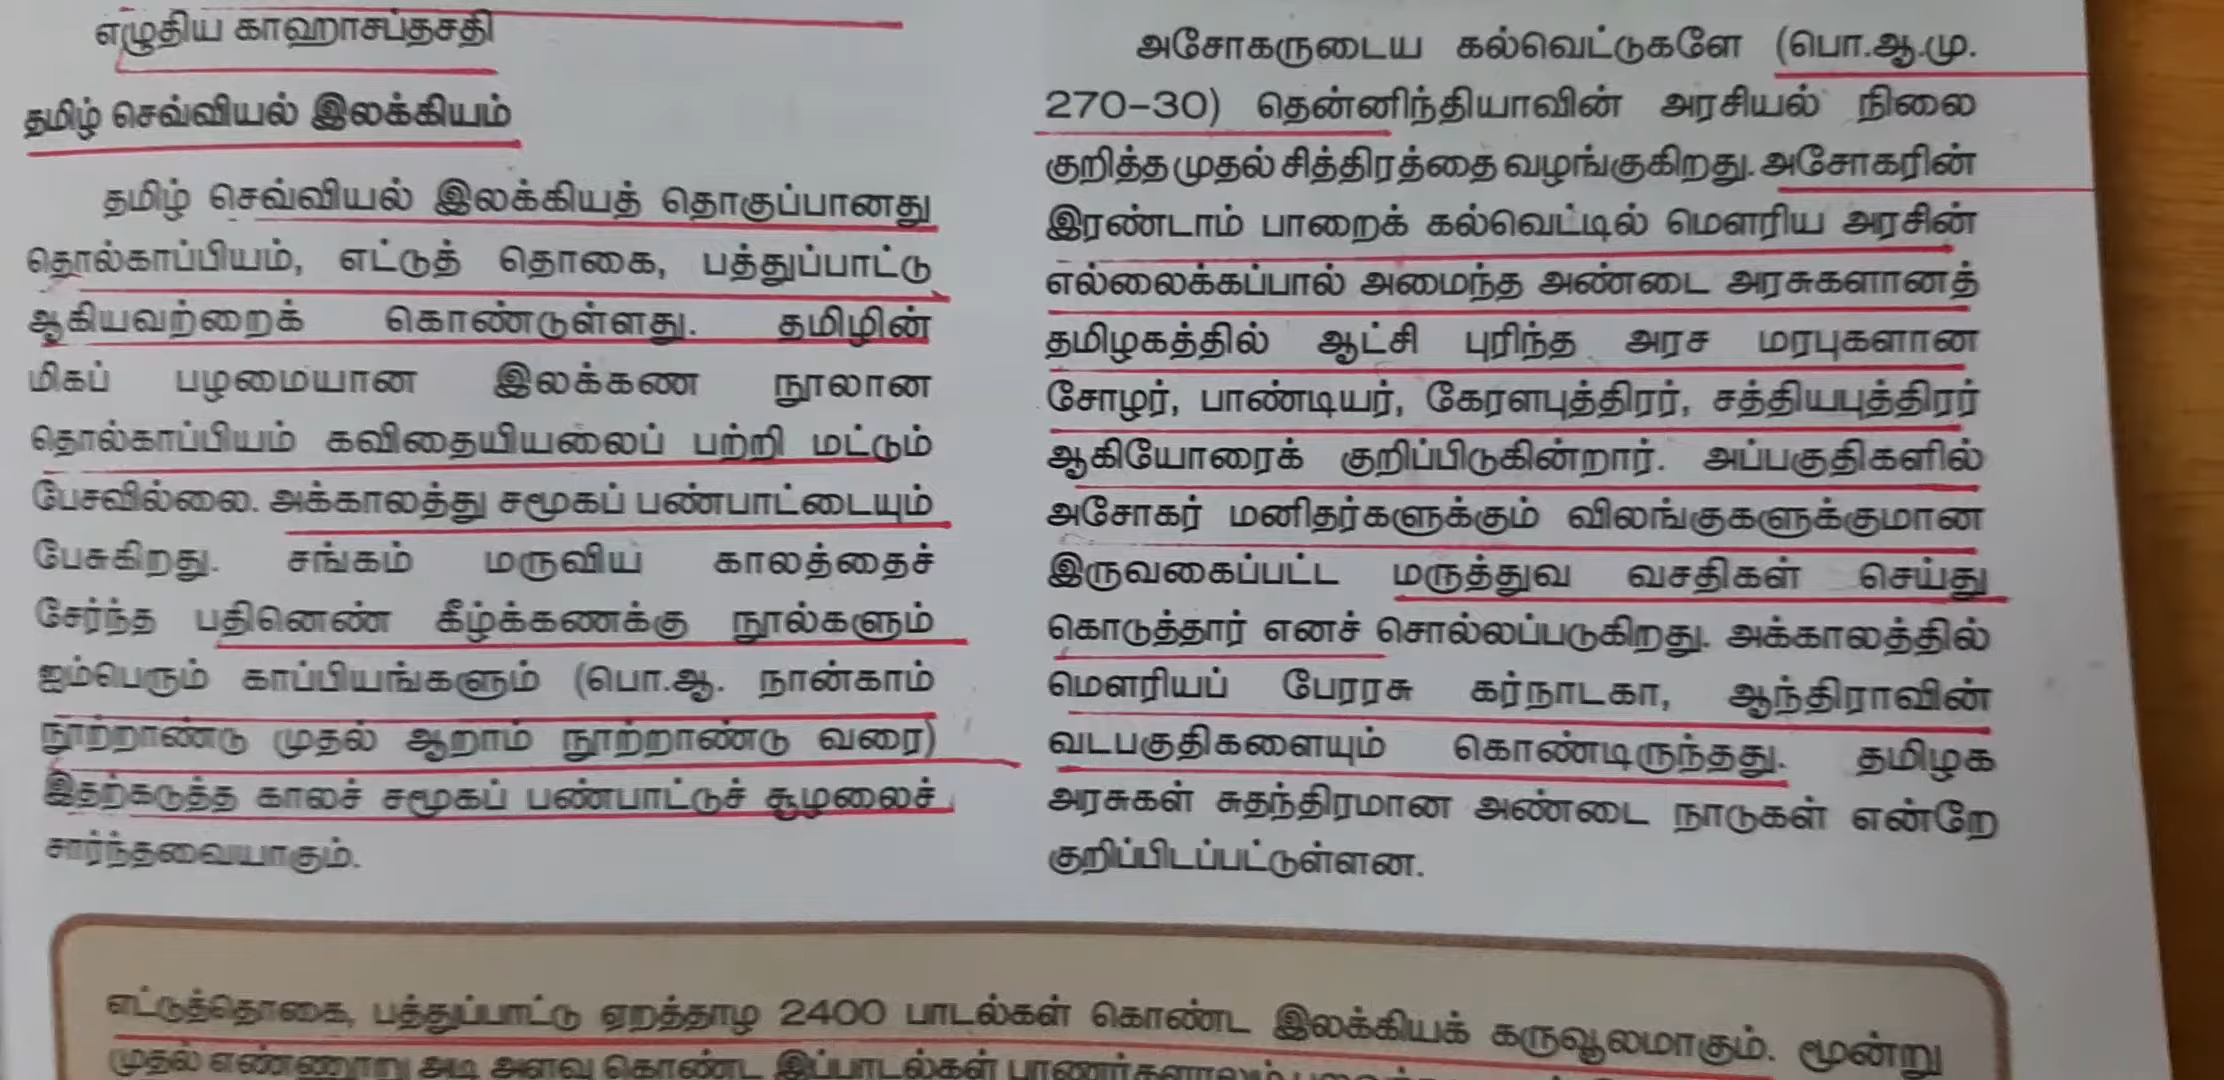 எழுதிய காஹாசப்தசதி
தமிழ் செவ்வியல் இலக்கியம்
தமிழ் செவ்வியல் இலக்கியத் தொகுப்பானது
தொல்காப்பியம், எட்டுத் தொகை, பத்துப்பாட்டு
ஆகியவற்றைக் கொண்டுள்ளது. தமிழின்
மிகப் பழமையான இலக்கண நூலான
தொல்காப்பியம் கவிதையியலைப் பற்றி மட்டும்
பேசவில்லை. அக்காலத்து சமூகப் பண்பாட்டையும்
பேசுகிறது. சங்கம் மருவிய காலத்தைச்
சேர்ந்த பதினெண் கீழ்க்கணக்கு நூல்களும்
ஐம்பெரும் காப்பியங்களும் (பொ.ஆ. நான்காம்
நூற்றாண்டு முதல் ஆறாம் நூற்றாண்டு வரை)
இதற்கடுத்த காலச் சமூகப் பண்பாட்டுச் சூழலைச்
சார்ந்தவையாகும்.
அசோகருடைய கல்வெட்டுகளே (பொ.ஆ.மு.
270-30) தென்னிந்தியாவின் அரசியல் நிலை
குறித்த முதல் சித்திரத்தை வழங்குகிறது. அசோகரின்
இரண்டாம் பாறைக் கல்வெட்டில் மௌரிய அரசின்
எல்லைக்கப்பால் அமைந்த அண்டை அரசுகளானத்
தமிழகத்தில் ஆட்சி புரிந்த அரச மரபுகளான
சோழர், பாண்டியர், கேரளபுத்திரர், சத்தியபுத்திரர்
ஆகியோரைக் குறிப்பிடுகின்றார். அப்பகுதிகளில்
அசோகர் மனிதர்களுக்கும் விலங்குகளுக்குமான
இருவகைப்பட்ட மருத்துவ வசதிகள் செய்து
கொடுத்தார் எனச் சொல்லப்படுகிறது. அக்காலத்தில்
மௌரியப் பேரரசு கர்நாடகா, ஆந்திராவின்
வடபகுதிகளையும் கொண்டிருந்தது. தமிழக
அரசுகள் சுதந்திரமான அண்டை நாடுகள் என்றே
குறிப்பிடப்பட்டுள்ளன.
எட்டுத்தொகை, பத்துப்பாட்டு ஏறத்தாழ 2400 பாடல்கள் கொண்ட இலக்கியக் கருவூலமாகும். மூன்று
முதல் எண்ணூறு அடி அளவு கொண்ட இப்பாடல்கள்